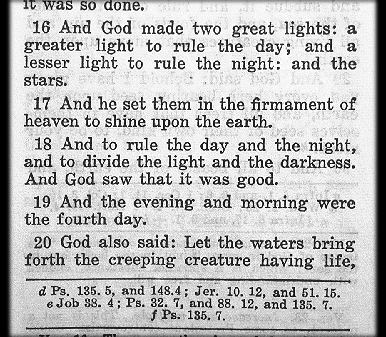 it was so done.
16 And God made two great lights: a
greater light to rule the day; and a
lesser light to rule the night: and the
stars.
17 And he set them in the firmament of
heaven to shine upon the earth.
18 And to rule the day and the night,
and to divide the light and the darkness.
And God saw that it was good.
19 And the evening and morning were
the fourth day.
20 God also said: Let the waters bring
forth the creeping creature having life,
d Ps. 135. 5, and 148.4; Jer. 10. 12, and 51. 15.
e Job 38. 4; Ps. 32. 7, and 88. 12, and 135. 7.
f Ps. 135. 7.